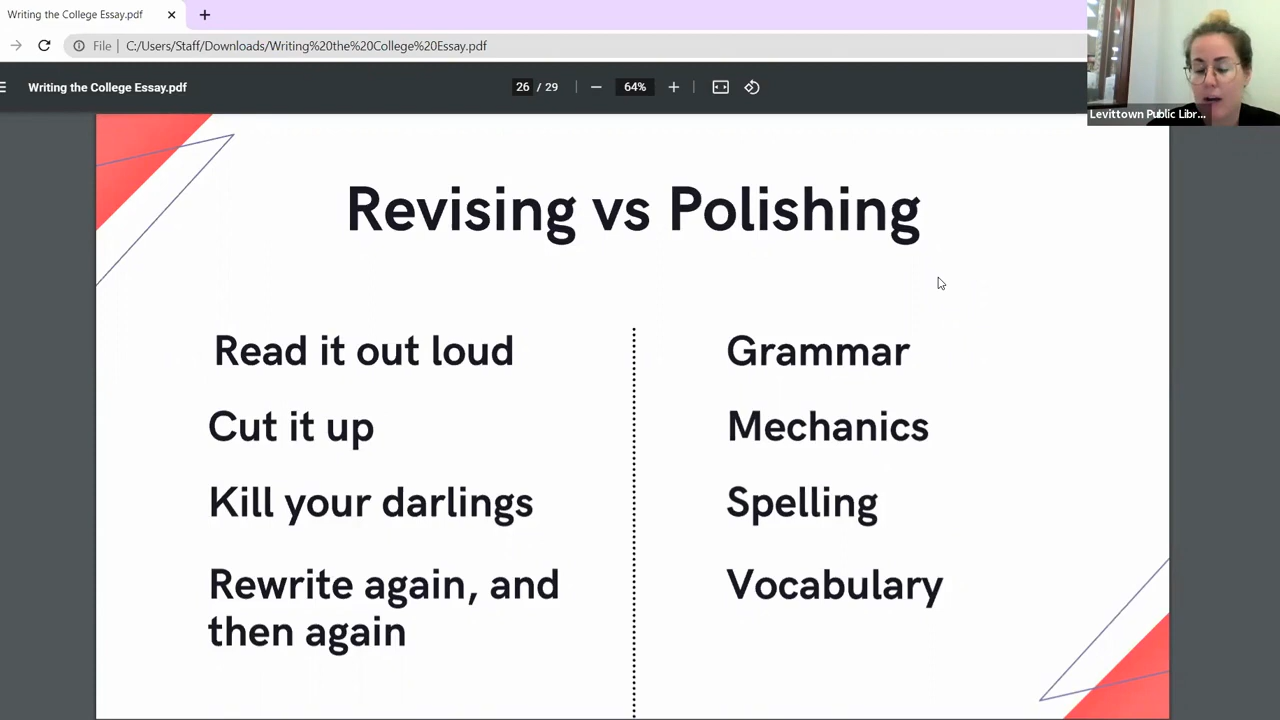 Writing the College Essay.pdf
File
C:/Users/Staff/Downloads/Writing%20the%20College%20Essay.pdf
Writing the College Essay.pdf
26 / 29
64%
Levittown Public Libr...
Revising vs Polishing
Read it out loud
Cut it up
Kill your darlings
Rewrite again, and
then again
Grammar
Mechanics
Spelling
Vocabulary